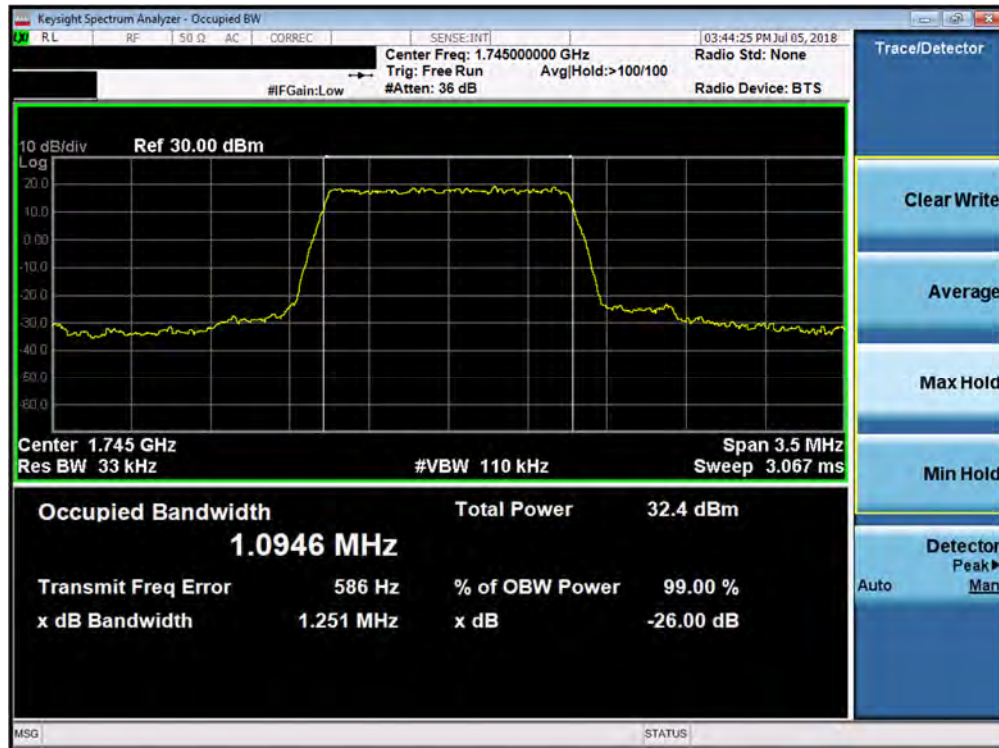 Keysight Spectrum Analyzer - Occupied BW
LXI RL RF 50 Ω AC CORREC SENSE:INT 03:44:25 PM Jul 05, 2018
Center Freq: 1.745000000 GHz Radio Std: None
Trig: Free Run Avg|Hold:>100/100
#IFGain:Low #Atten: 36 dB Radio Device: BTS
10 dB/div Ref 30.00 dBm
Log
20.0
10.0
0.00
-10.0
-20.0
-30.0
-40.0
-50.0
-60.0
Center 1.745 GHz Span 3.5 MHz
Res BW 33 kHz #VBW 110 kHz Sweep 3.067 ms
Occupied Bandwidth Total Power 32.4 dBm
1.0946 MHz
Transmit Freq Error 586 Hz % of OBW Power 99.00 %
x dB Bandwidth 1.251 MHz x dB -26.00 dB
Trace/Detector
Clear Write
Average
Max Hold
Min Hold
Detector
Peak▶
Auto Man
MSG STATUS